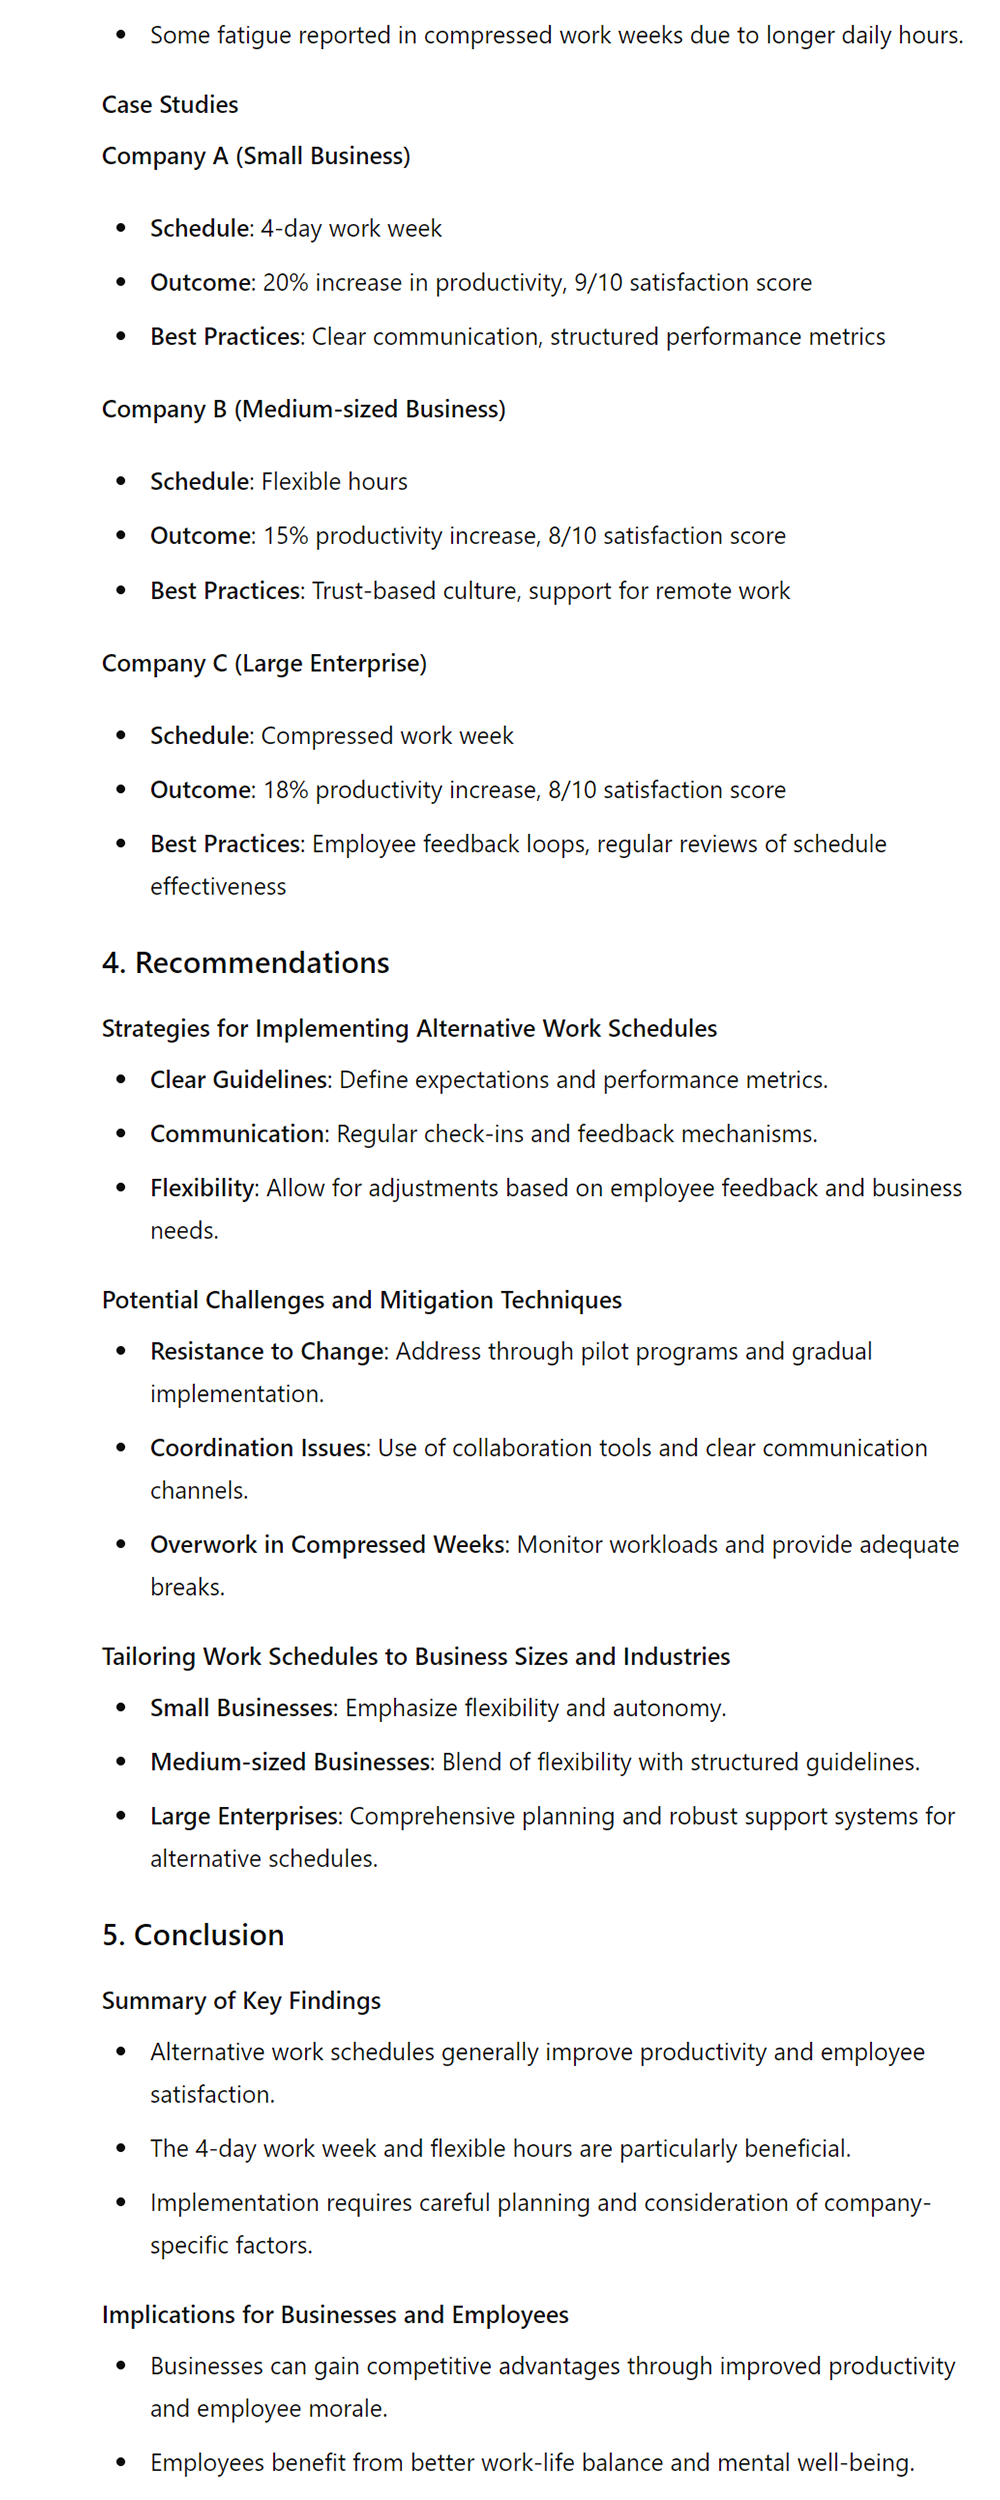 Some fatigue reported in compressed work weeks due to longer daily hours.
Case Studies
Company A (Small Business)
Schedule: 4-day work week
Outcome: 20% increase in productivity, 9/10 satisfaction score
Best Practices: Clear communication, structured performance metrics
Company B (Medium-sized Business)
Schedule: Flexible hours
Outcome: 15% productivity increase, 8/10 satisfaction score
Best Practices: Trust-based culture, support for remote work
Company C (Large Enterprise)
Schedule: Compressed work week
Outcome: 18% productivity increase, 8/10 satisfaction score
Best Practices: Employee feedback loops, regular reviews of schedule
effectiveness
4. Recommendations
Strategies for Implementing Alternative Work Schedules
Clear Guidelines: Define expectations and performance metrics.
Communication: Regular check-ins and feedback mechanisms.
Flexibility: Allow for adjustments based on employee feedback and business
needs.
Potential Challenges and Mitigation Techniques
Resistance to Change: Address through pilot programs and gradual
implementation.
Coordination Issues: Use of collaboration tools and clear communication
channels.
Overwork in Compressed Weeks: Monitor workloads and provide adequate
breaks.
Tailoring Work Schedules to Business Sizes and Industries
Small Businesses: Emphasize flexibility and autonomy.
Medium-sized Businesses: Blend of flexibility with structured guidelines.
Large Enterprises: Comprehensive planning and robust support systems for
alternative schedules.
5. Conclusion
Summary of Key Findings
Alternative work schedules generally improve productivity and employee
satisfaction.
The 4-day work week and flexible hours are particularly beneficial.
Implementation requires careful planning and consideration of company-
specific factors.
Implications for Businesses and Employees
Businesses can gain competitive advantages through improved productivity
and employee morale.
Employees benefit from better work-life balance and mental well-being.